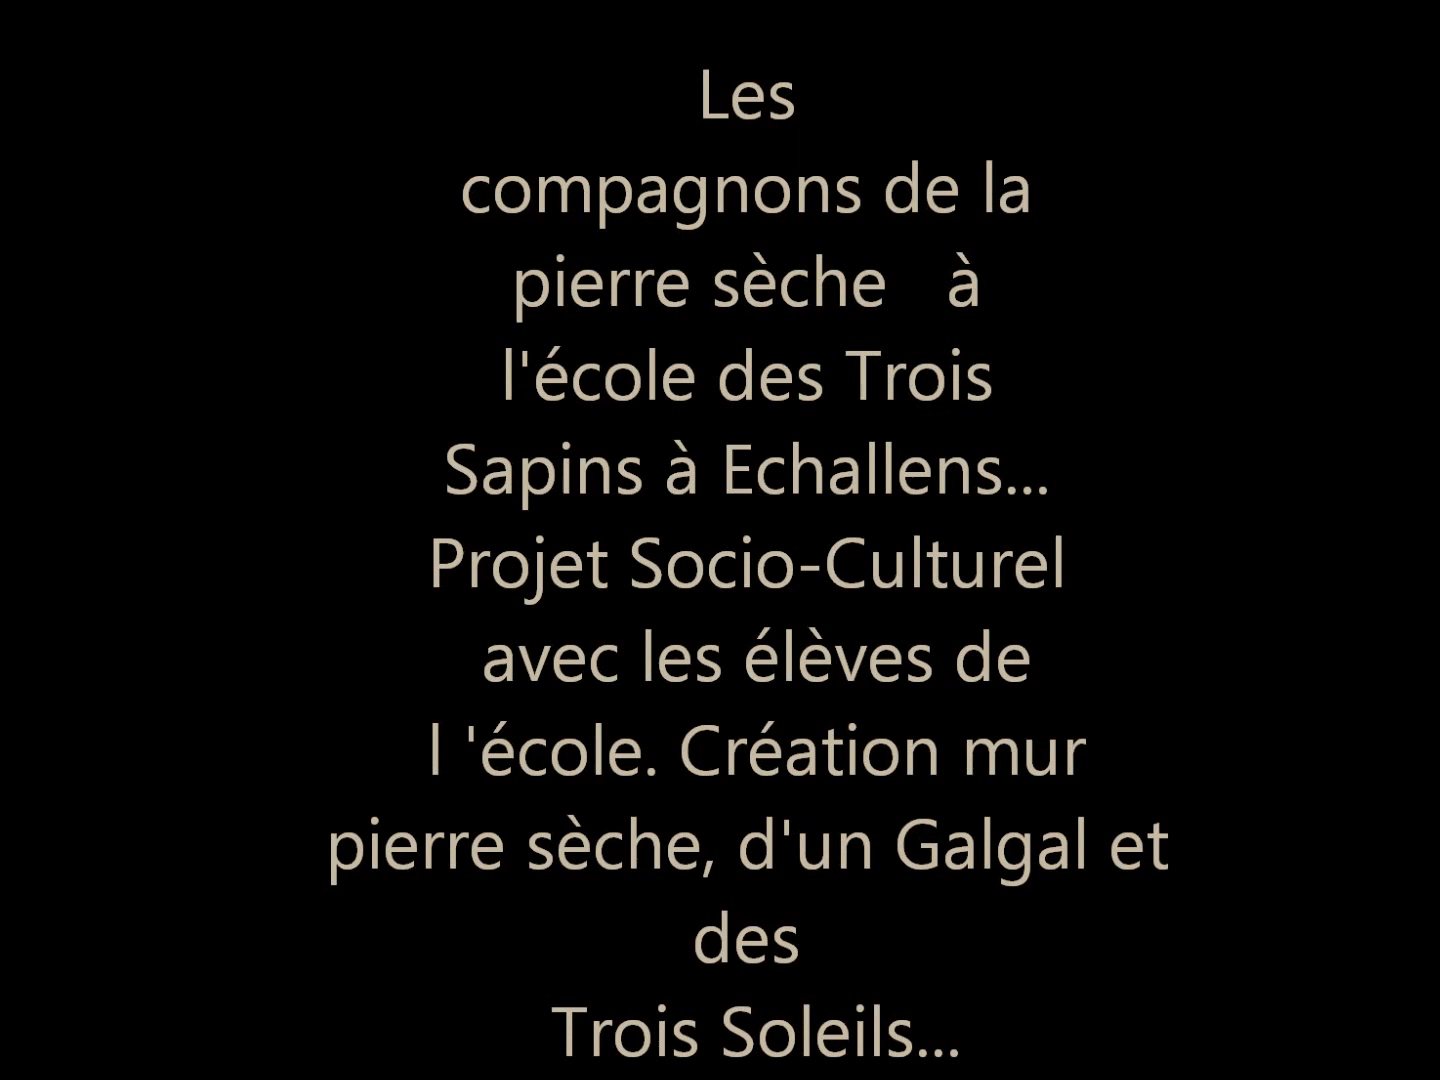 Les
compagnons de la
pierre sèche   à
l'école des Trois
Sapins à Echallens...
Projet Socio-Culturel
avec les élèves de
l 'école. Création mur
pierre sèche, d'un Galgal et
des
Trois Soleils...